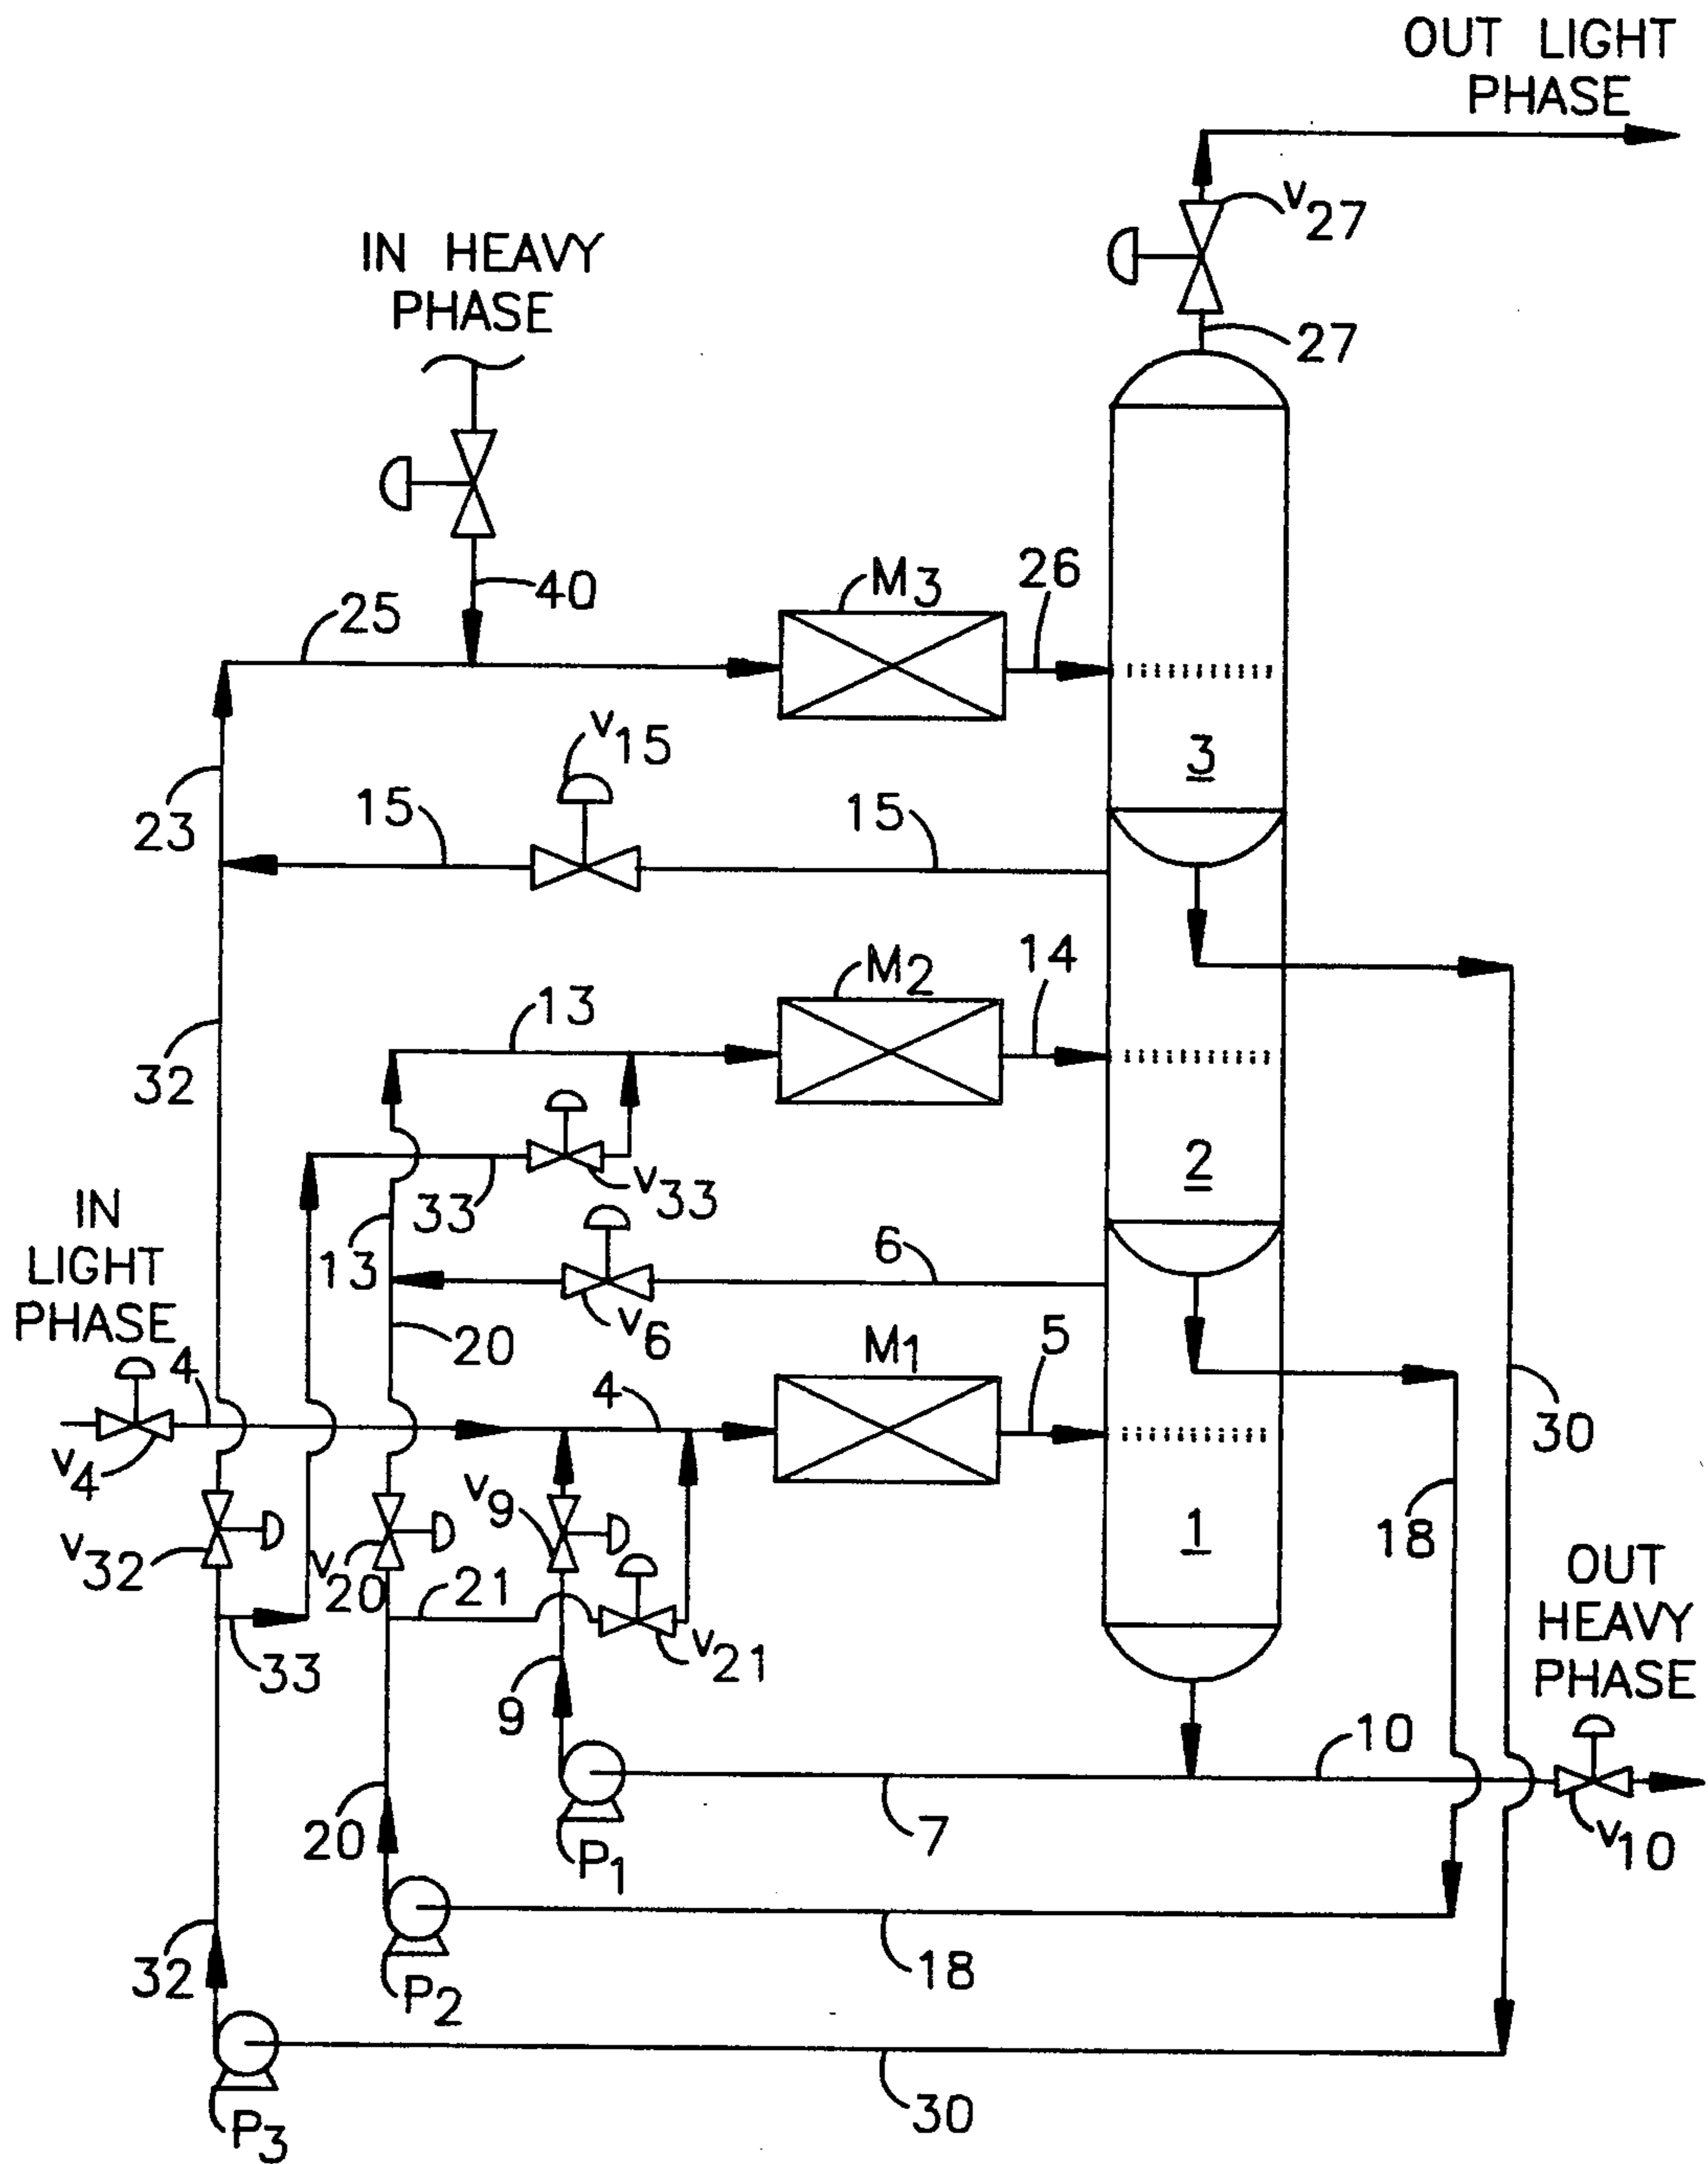 OUT LIGHT
PHASE
V27
IN HEAVY
PHASE
27
M3
26
40
25
V15
3
23
15
15
M2
14
13
32
2
33
V33
IN
LIGHT
PHASE
13
6
20
V6
M1
5
4
4
30
V4
V9
18
1
V32
V20
21
OUT
HEAVY
PHASE
33
V21
9
10
20
7
V10
P1
32
18
P2
30
P3